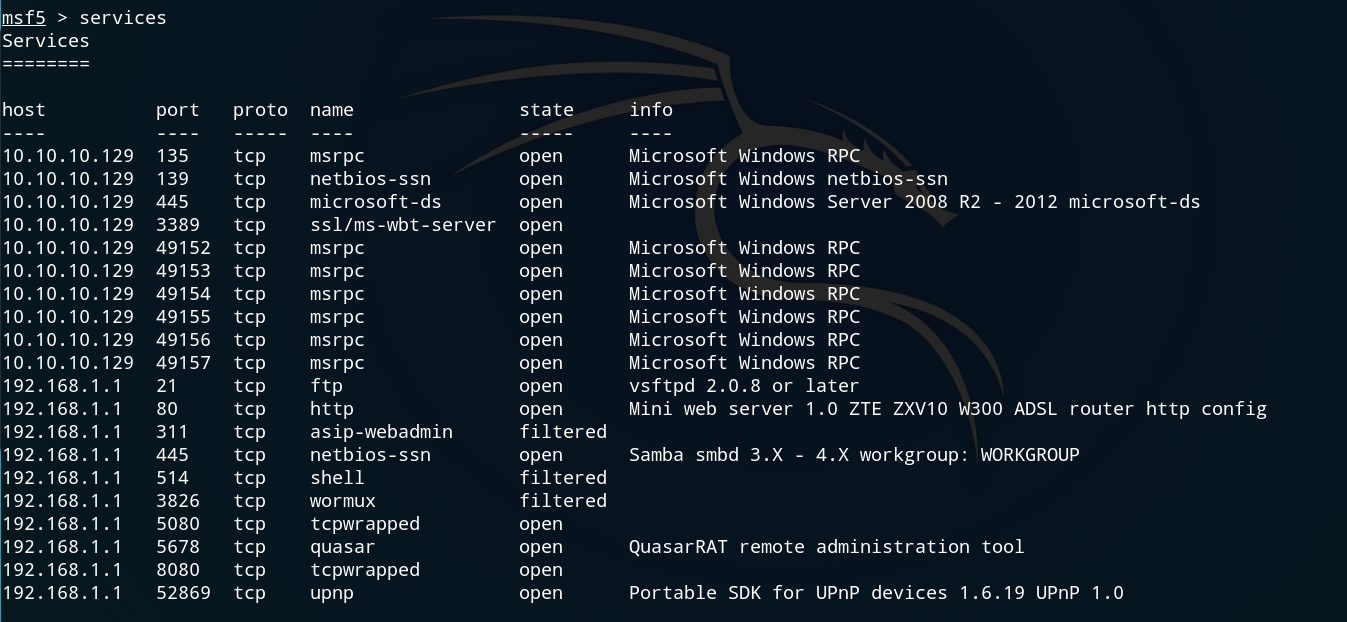 msf5 > services
Services
========
host port proto name state info
---- ---- ----- ---- ----- ----
10.10.10.129 135 tcp msrpc open Microsoft Windows RPC
10.10.10.129 139 tcp netbios-ssn open Microsoft Windows netbios-ssn
10.10.10.129 445 tcp microsoft-ds open Microsoft Windows Server 2008 R2 - 2012 microsoft-ds
10.10.10.129 3389 tcp ssl/ms-wbt-server open
10.10.10.129 49152 tcp msrpc open Microsoft Windows RPC
10.10.10.129 49153 tcp msrpc open Microsoft Windows RPC
10.10.10.129 49154 tcp msrpc open Microsoft Windows RPC
10.10.10.129 49155 tcp msrpc open Microsoft Windows RPC
10.10.10.129 49156 tcp msrpc open Microsoft Windows RPC
10.10.10.129 49157 tcp msrpc open Microsoft Windows RPC
192.168.1.1 21 tcp ftp open vsftpd 2.0.8 or later
192.168.1.1 80 tcp http open Mini web server 1.0 ZTE ZXV10 W300 ADSL router http config
192.168.1.1 311 tcp asip-webadmin filtered
192.168.1.1 445 tcp netbios-ssn open Samba smbd 3.X - 4.X workgroup: WORKGROUP
192.168.1.1 514 tcp shell filtered
192.168.1.1 3826 tcp wormux filtered
192.168.1.1 5080 tcp tcpwrapped open
192.168.1.1 5678 tcp quasar open QuasarRAT remote administration tool
192.168.1.1 8080 tcp tcpwrapped open
192.168.1.1 52869 tcp upnp open Portable SDK for UPnP devices 1.6.19 UPnP 1.0